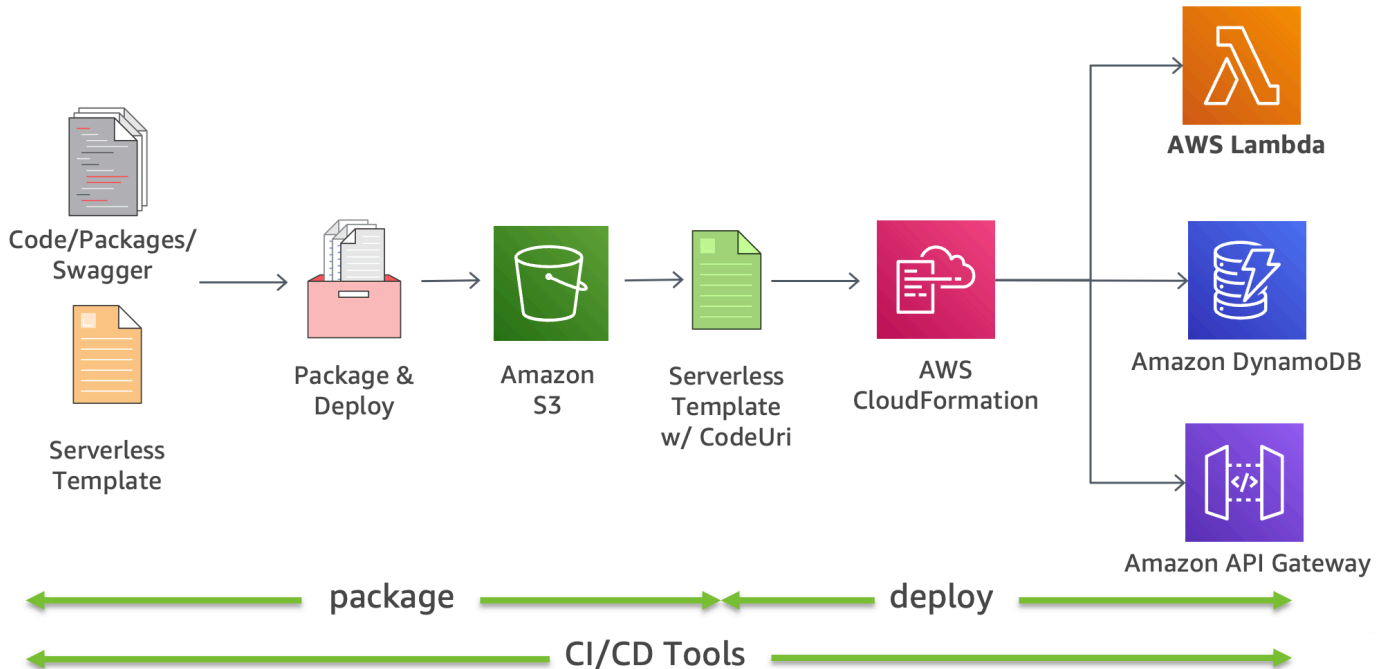 Code/Packages/
Swagger
Serverless
Template
Package &
Deploy
Amazon
S3
Serverless
Template
w/ CodeUri
AWS
CloudFormation
AWS Lambda
Amazon DynamoDB
</>
Amazon API Gateway
package
deploy
CI/CD Tools